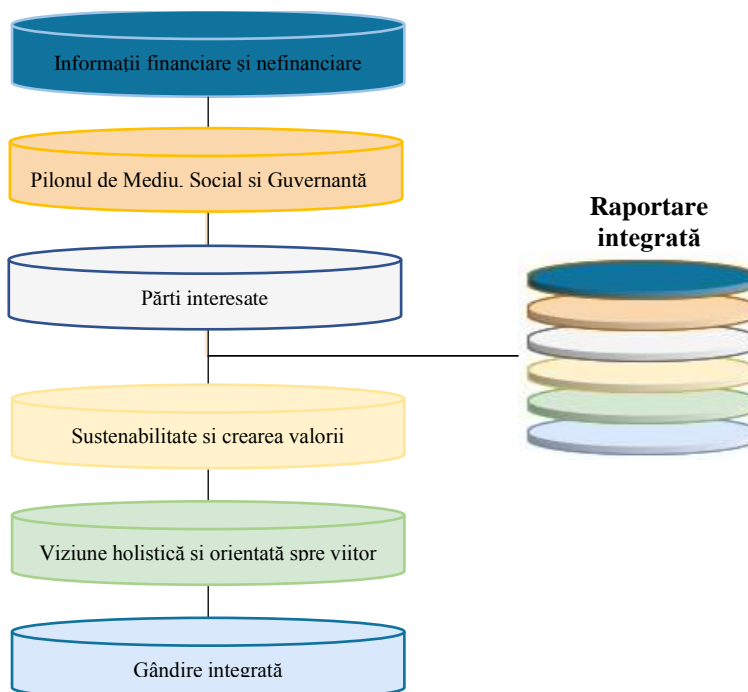 Informații financiare și nefinanciare
Pilonul de Mediu. Social si Guvernantă
Raportare
integrată
Părti interesate
Sustenabilitate si crearea valorii
Viziune holistică si orientată spre viitor
Gândire integrată